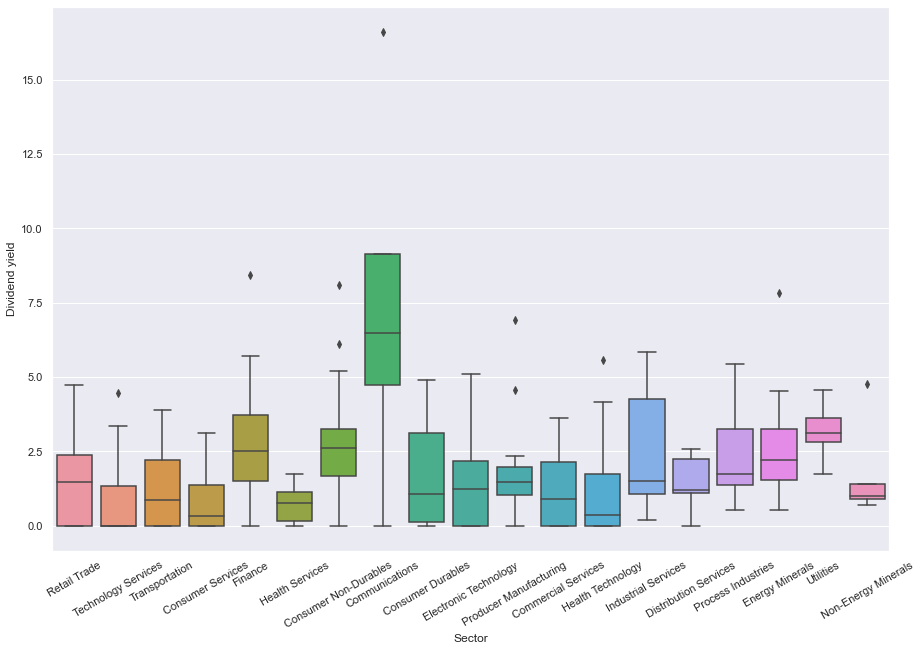 15.0
12.5
10.0
7.5
5.0
2.5
0.0
Dividend yield
Retail Trade
Technology Services
Transportation
Consumer Services
Finance
Health Services
Consumer Non-Durables
Communications
Consumer Durables
Electronic Technology
Producer Manufacturing
Commercial Services
Health Technology
Industrial Services
Distribution Services
Process Industries
Energy Minerals
Utilities
Non-Energy Minerals
Sector